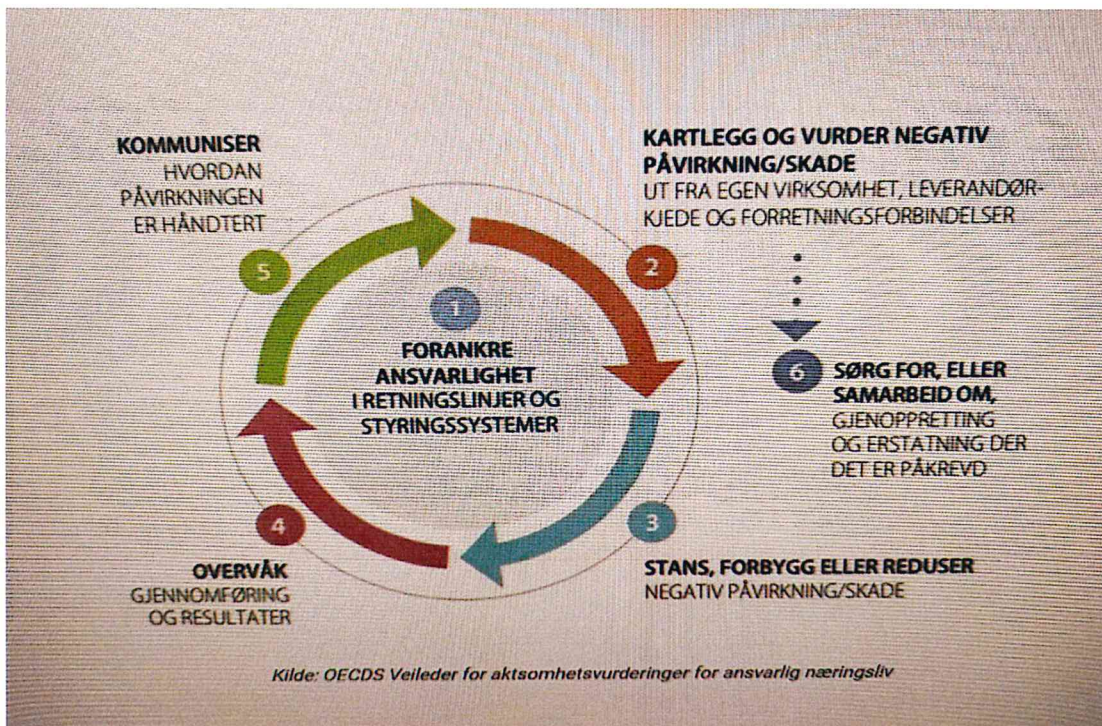 KOMMUNISER
HVORDAN
PÅVIRKNINGEN
ER HÅNDTERT
5
1
FORANKRE
ANSVARLIGHET
I RETNINGSLINJER OG
STYRINGSSYSTEMER
KARTLEGG OG VURDER NEGATIV
PÅVIRKNING/SKADE
UT FRA EGEN VIRKSOMHET, LEVERANDØR-
KJEDE OG FORRETNINGSFORBINDELSER
2
6
SØRG FOR, ELLER
SAMARBEID OM,
GJENOPPRETTING
OG ERSTATNING DER
DET ER PÅKREVD
3
STANS, FORBYGG ELLER REDUSER
NEGATIV PÅVIRKNING/SKADE
4
OVERVÅK
GJENNOMFØRING
OG RESULTATER
Kilde: OECDS Veileder for aktsomhetsvurderinger for ansvarlig næringsliv